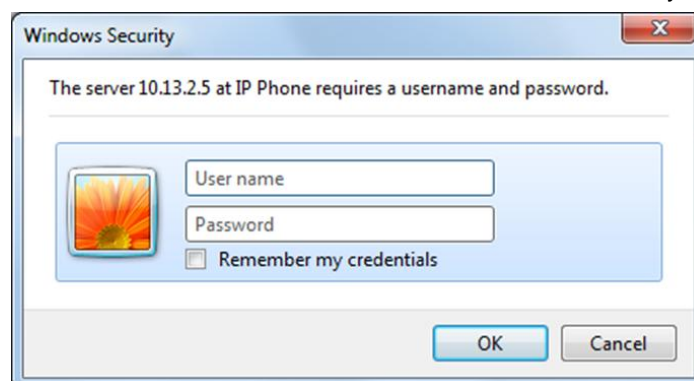 Windows Security
The server 10.13.2.5 at IP Phone requires a username and password.
User name
Password
Remember my credentials
OK
Cancel